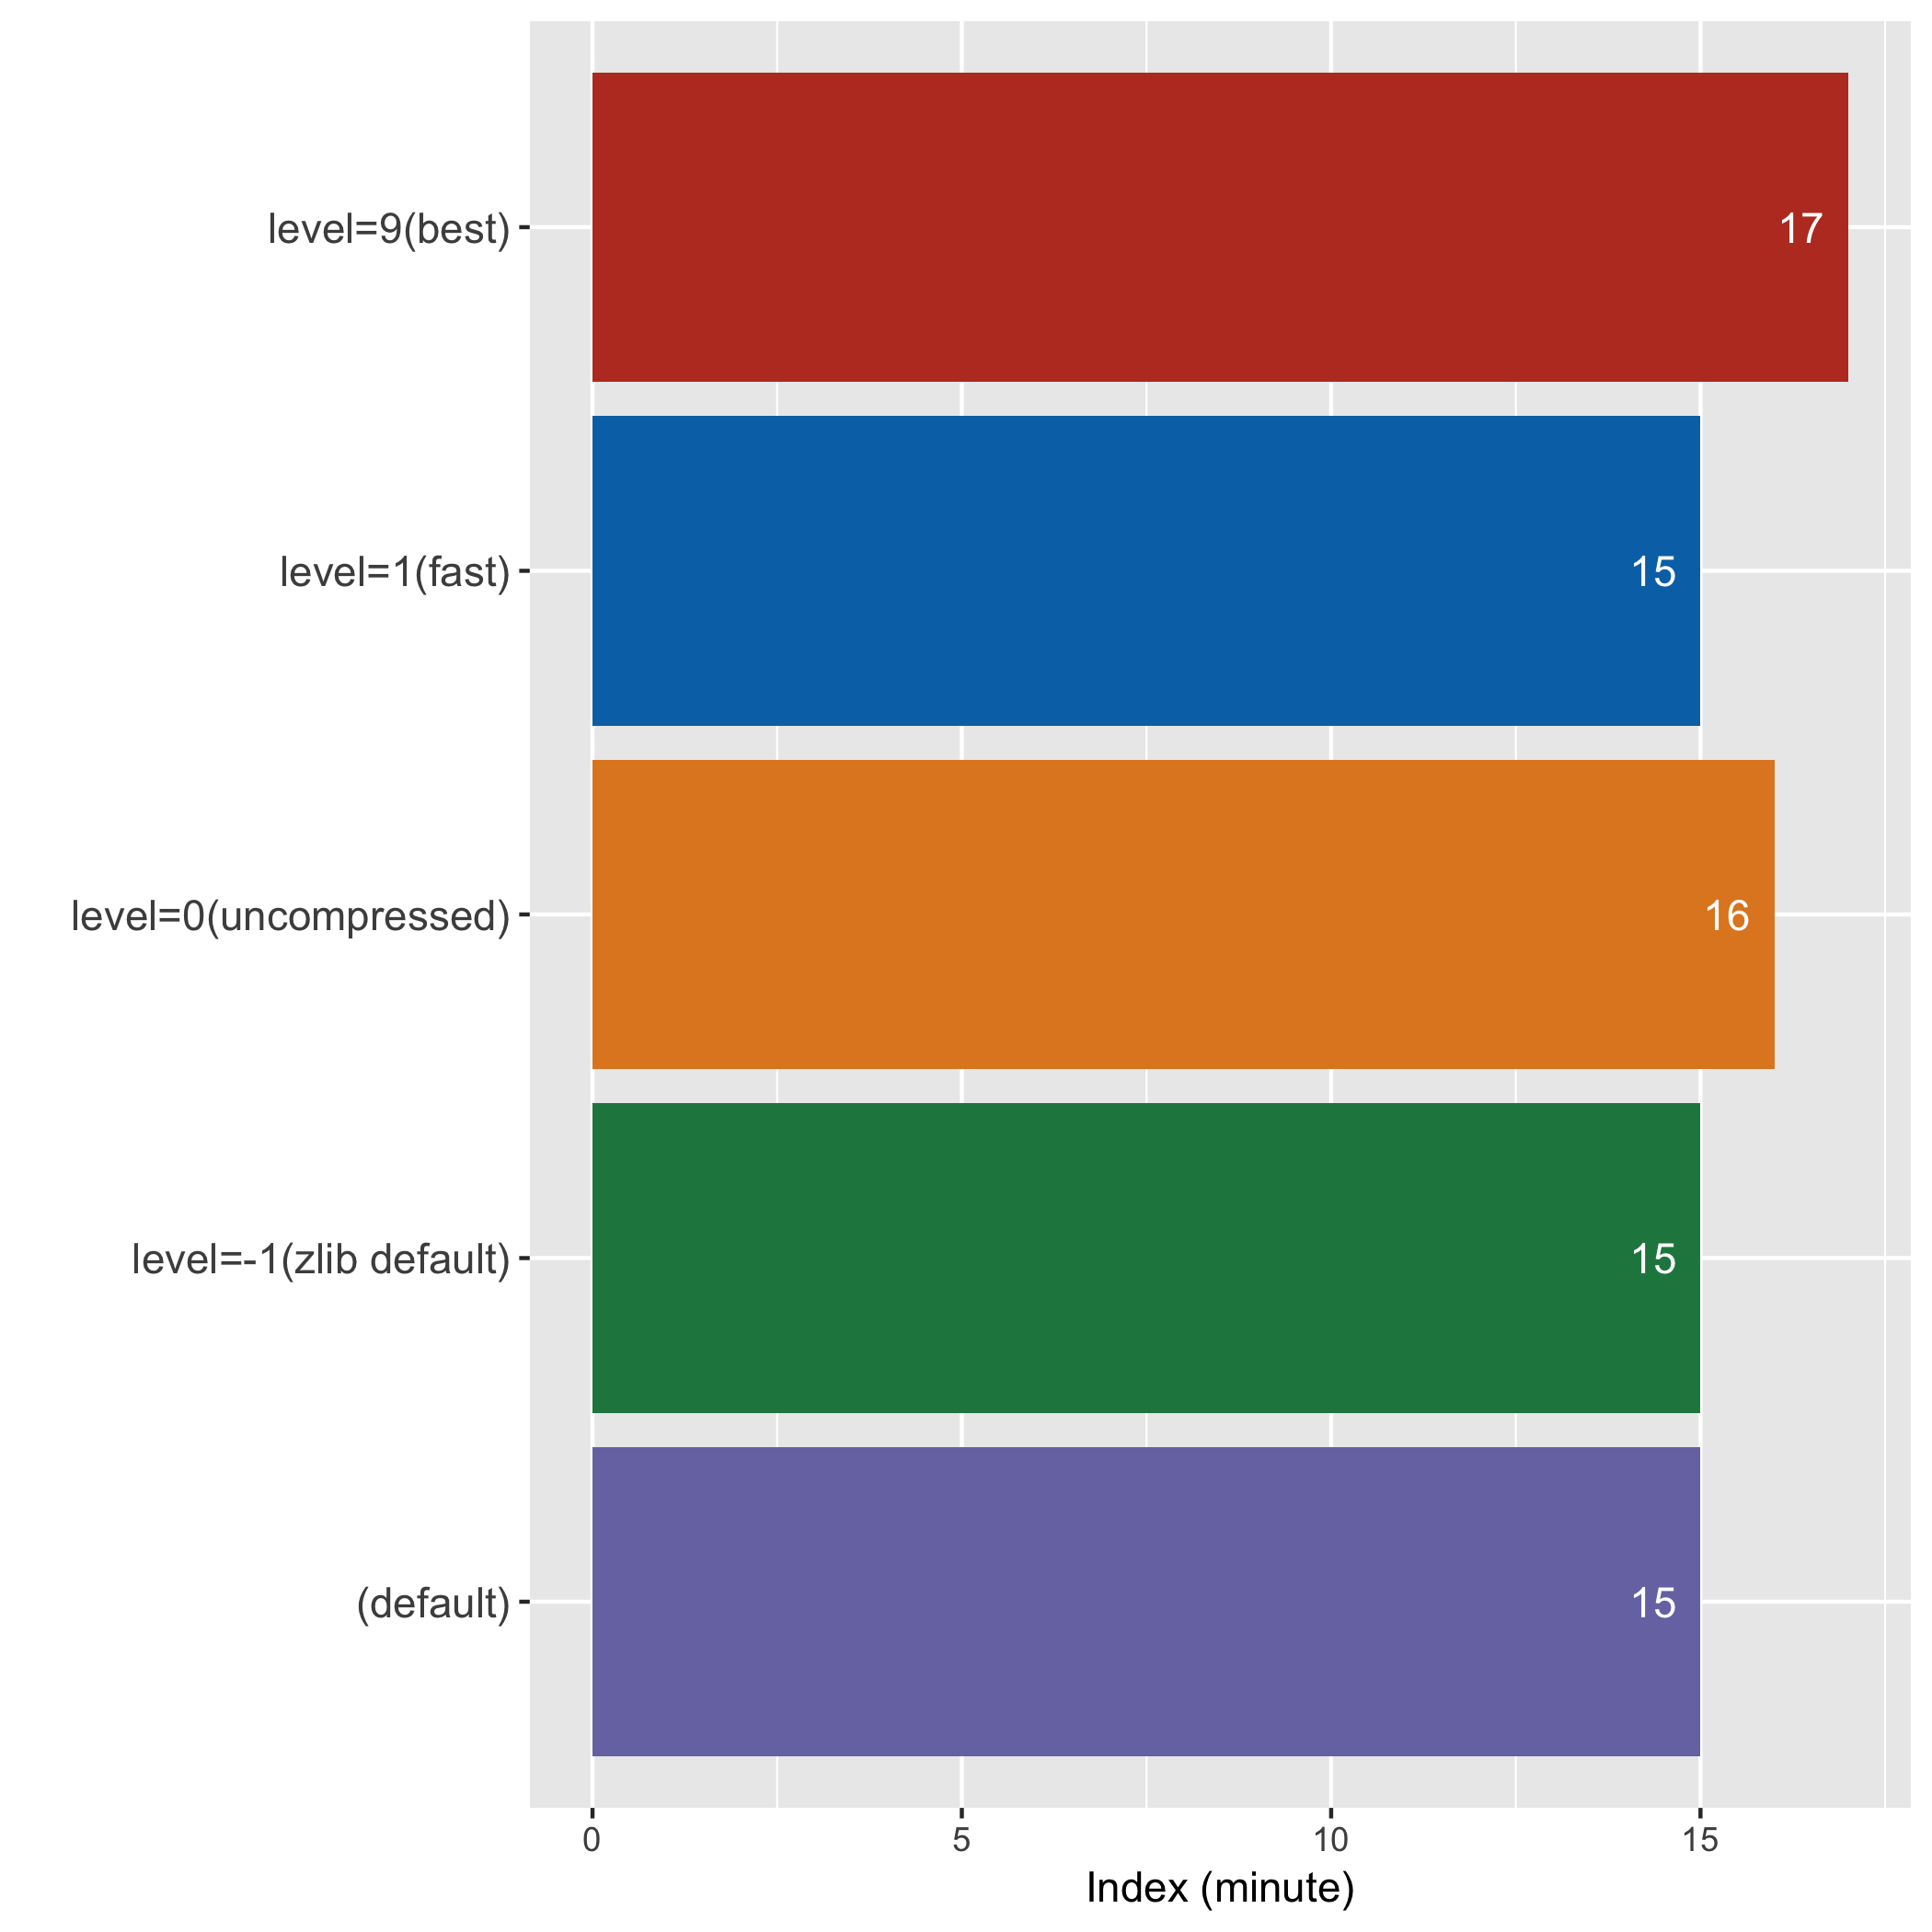 level=9(best)
17
level=1(fast)
15
level=0(uncompressed)
16
level=-1(zlib default)
15
(default)
15
0 5 10 15
Index (minute)